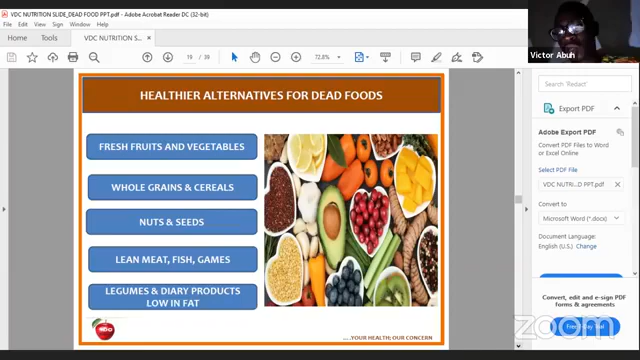 VDC NUTRITION SLIDE_DEAD FOOD PPT.pdf - Adobe Acrobat Reader DC (32-bit)
File Edit View Sign Window Help
Home Tools VDC NUTRITION SLIDE... ×
19 / 39 72.8%
Victor Abuh
HEALTHIER ALTERNATIVES FOR DEAD FOODS
FRESH FRUITS AND VEGETABLES
WHOLE GRAINS & CEREALS
NUTS & SEEDS
LEAN MEAT, FISH, GAMES
LEGUMES & DIARY PRODUCTS
LOW IN FAT
....YOUR HEALTH; OUR CONCERN
Search 'Redact'
Export PDF
Adobe Export PDF
Convert PDF Files to Word
or Excel Online
Select PDF File
VDC NUTRI...D PPT.pdf ×
Convert to
Microsoft Word (*.docx)
Document Language:
English (U.S.) Change
Convert, edit and e-sign PDF
forms & agreements
Free 7-Day Trial
zoom